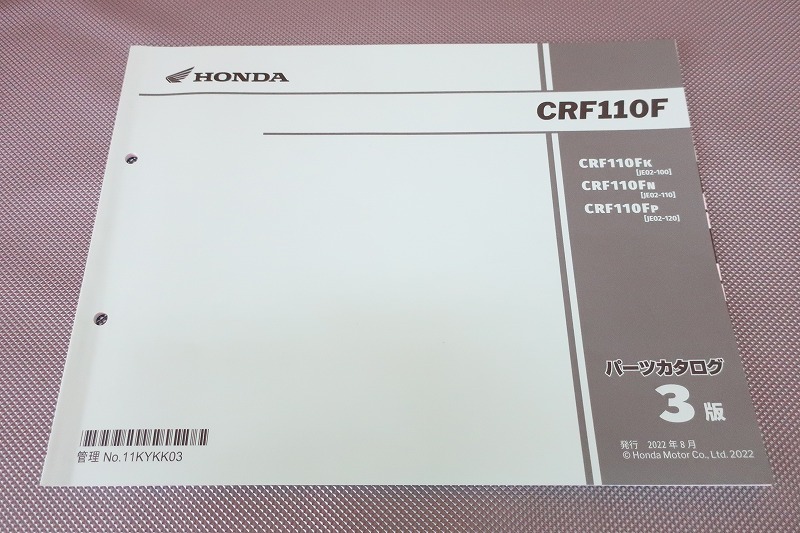 HONDA
CRF110F
CRF110FK
[JE02-100]
CRF110FN
[JE02-110]
CRF110FP
[JE02-120]
パーツカタログ
3版
発行 2022年8月
© Honda Motor Co., Ltd. 2022
管理 No.11KYKK03